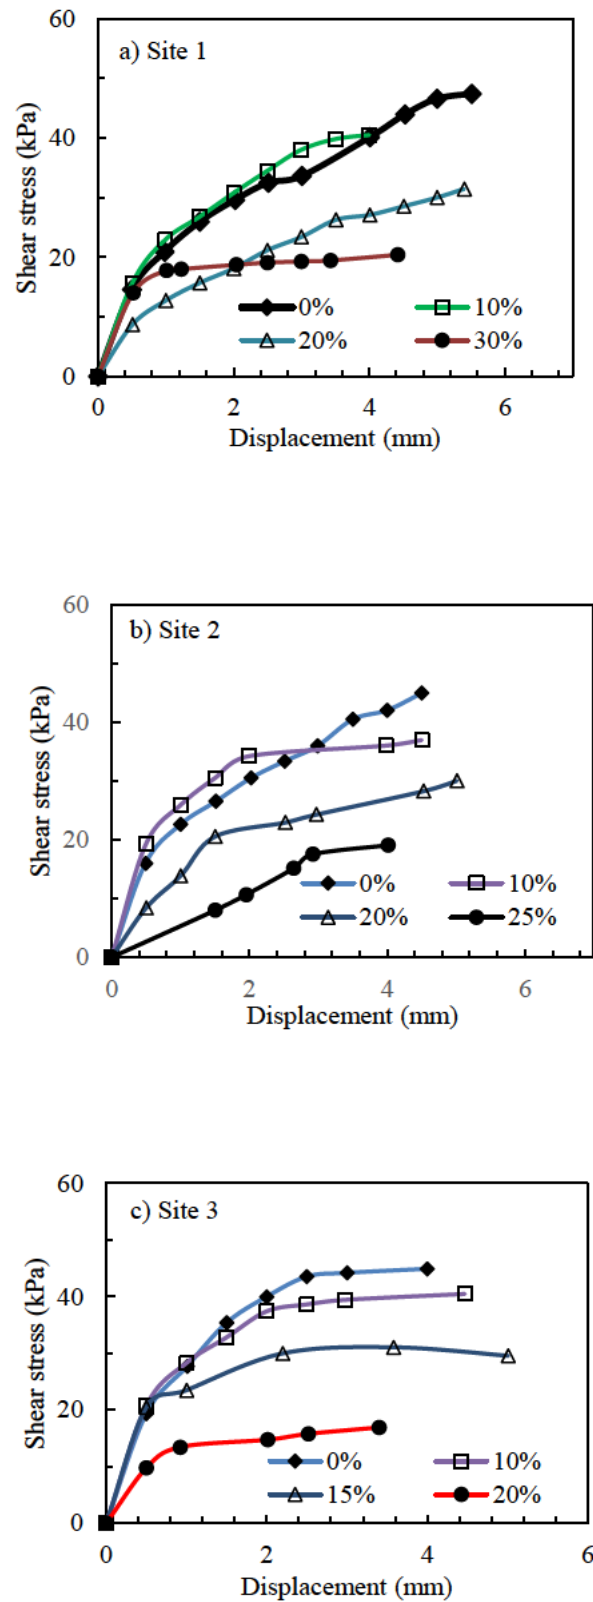 60
a) Site 1
40
Shear stress (kPa)
20
0% 10%
20% 30%
0
0 2 4 6
Displacement (mm)
60
b) Site 2
40
Shear stress (kPa)
20
0% 10%
20% 25%
0
0 2 4 6
Displacement (mm)
60
c) Site 3
40
Shear stress (kPa)
20
0% 10%
15% 20%
0
0 2 4 6
Displacement (mm)